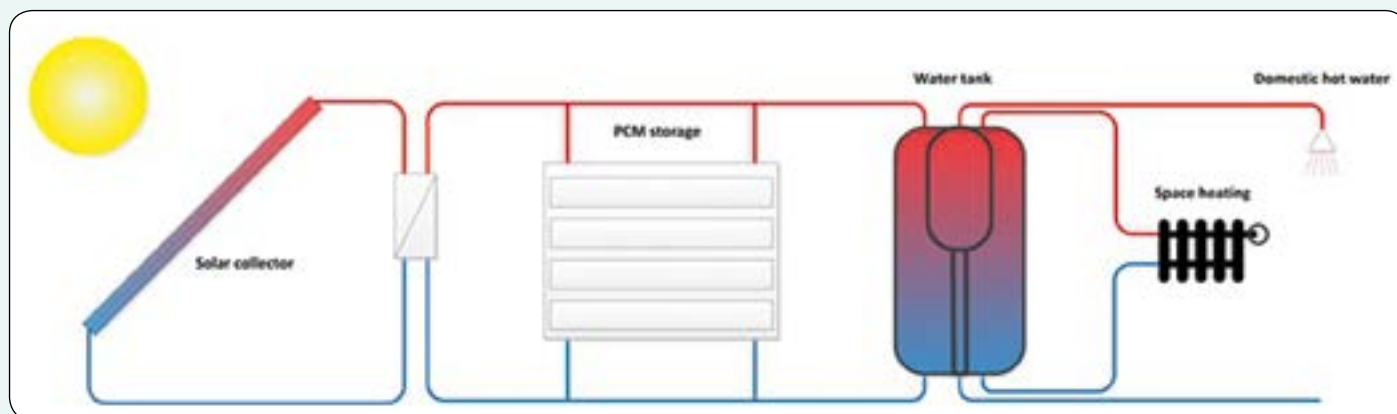 Water tank
Domestic hot water
PCM storage
Space heating
Solar collector